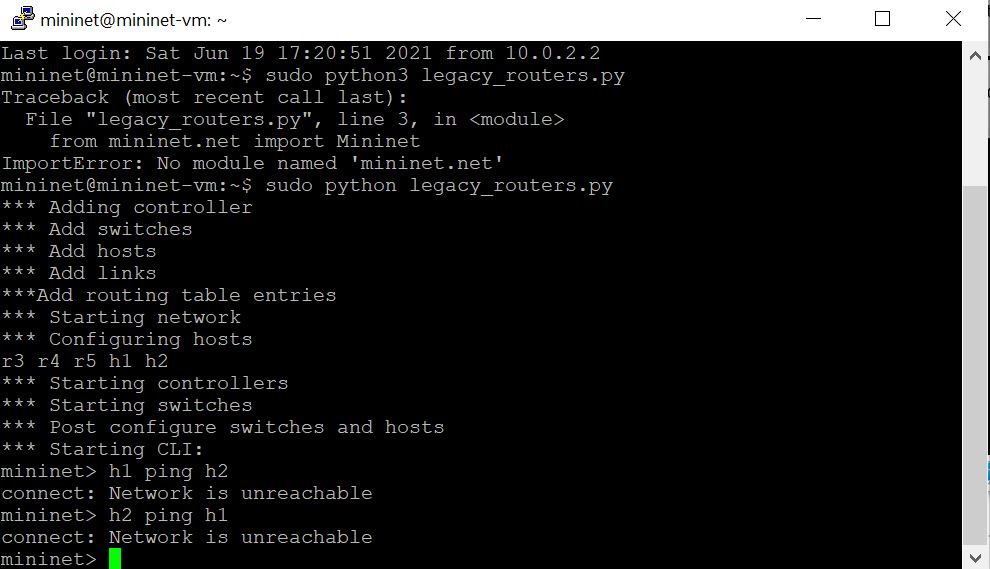 mininet@mininet-vm: ~
Last login: Sat Jun 19 17:20:51 2021 from 10.0.2.2
mininet@mininet-vm:~$ sudo python3 legacy_routers.py
Traceback (most recent call last):
  File "legacy_routers.py", line 3, in <module>
    from mininet.net import Mininet
ImportError: No module named 'mininet.net'
mininet@mininet-vm:~$ sudo python legacy_routers.py
*** Adding controller
*** Add switches
*** Add hosts
*** Add links
***Add routing table entries
*** Starting network
*** Configuring hosts
r3 r4 r5 h1 h2
*** Starting controllers
*** Starting switches
*** Post configure switches and hosts
*** Starting CLI:
mininet> h1 ping h2
connect: Network is unreachable
mininet> h2 ping h1
connect: Network is unreachable
mininet>